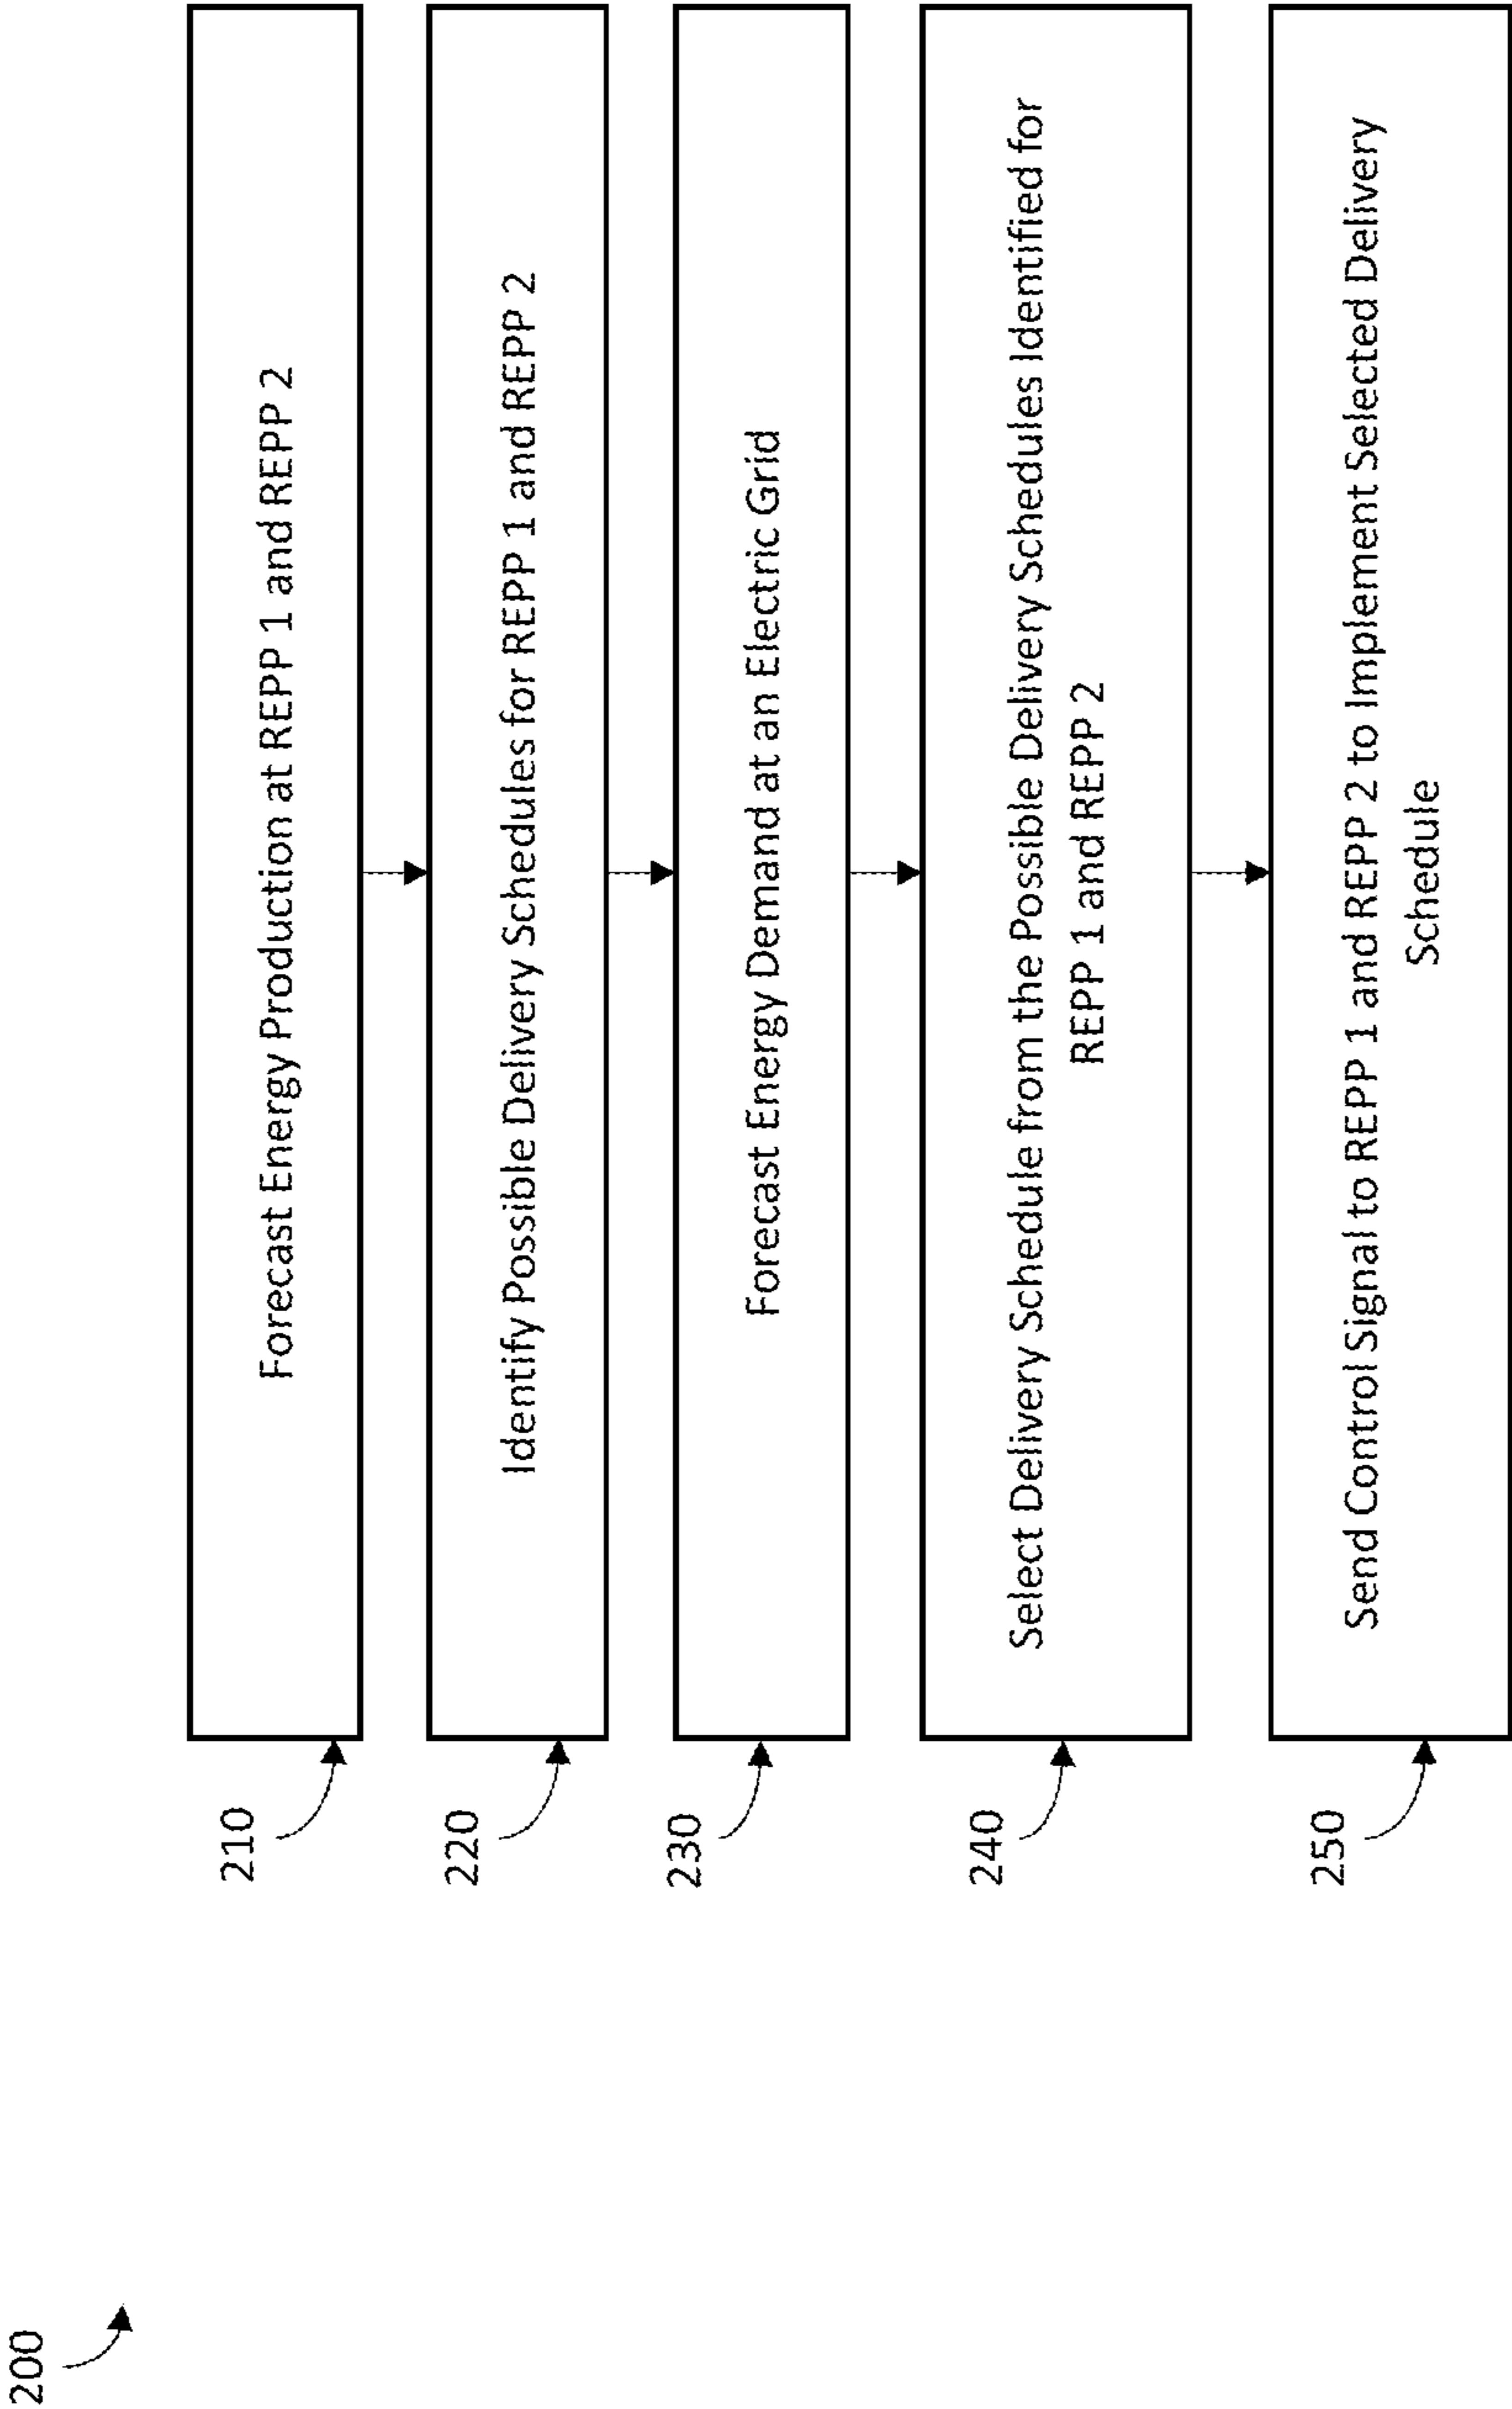 200
210
Forecast Energy Production at REPP 1 and REPP 2
220
Identify Possible Delivery Schedules for REPP 1 and REPP 2
230
Forecast Energy Demand at an Electric Grid
240
Select Delivery Schedule from the Possible Delivery Schedules Identified for
REPP 1 and REPP 2
250
Send Control Signal to REPP 1 and REPP 2 to Implement Selected Delivery
Schedule